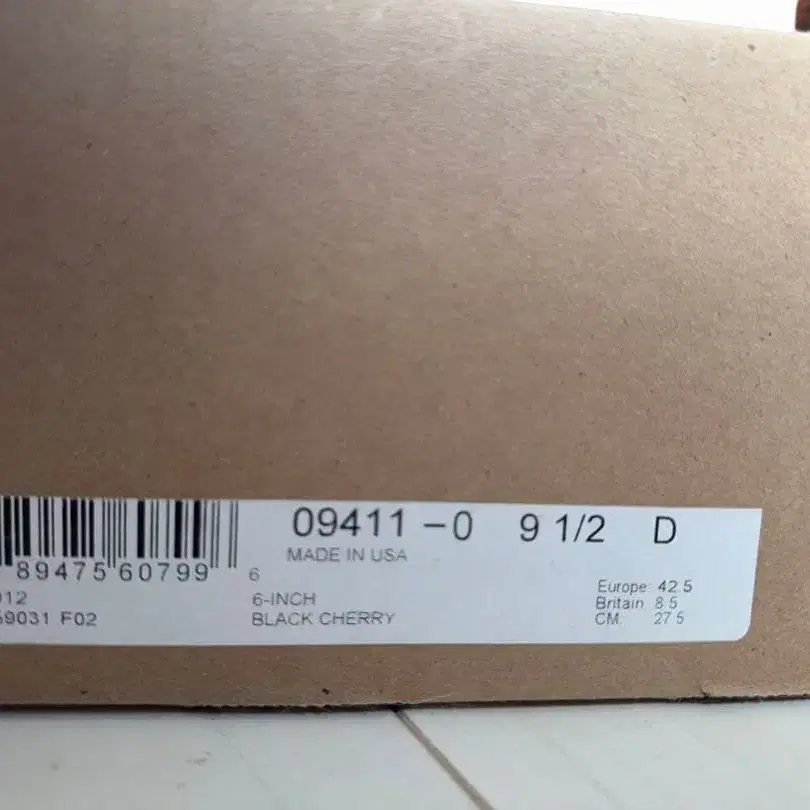 09411 -0 9 1/2 D
MADE IN USA
89475 60799 6
012 6-INCH
59031 F02 BLACK CHERRY
Europe 42.5
Britain 8.5
CM. 27.5